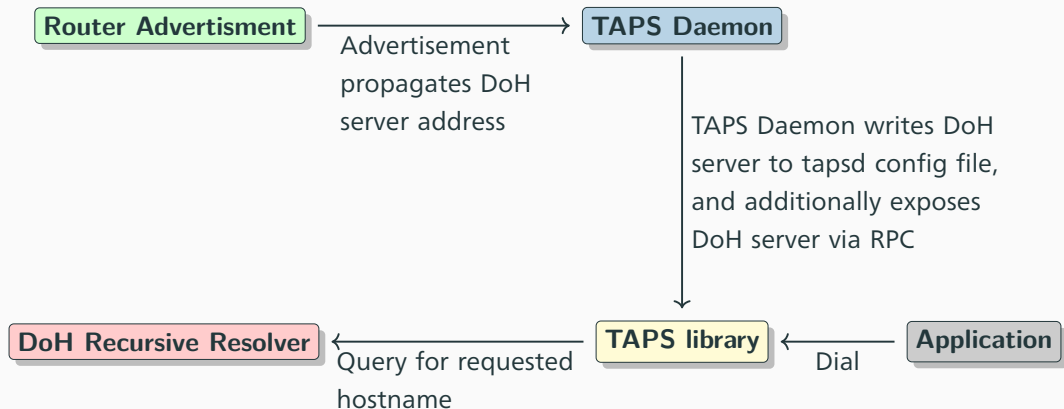 Router Advertisment
TAPS Daemon
Advertisement
propagates DoH
server address
TAPS Daemon writes DoH
server to tapsd config file,
and additionally exposes
DoH server via RPC
DoH Recursive Resolver
TAPS library
Application
Query for requested
hostname
Dial